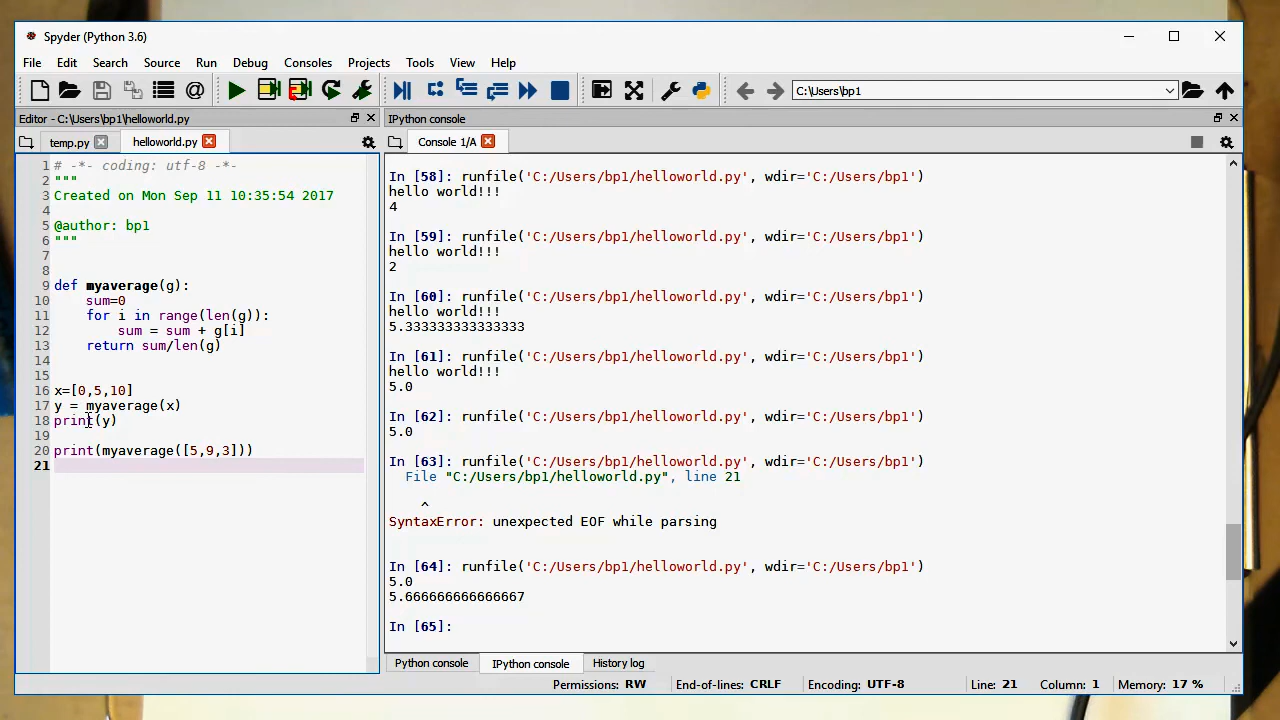 Spyder (Python 3.6)
File Edit Search Source Run Debug Consoles Projects Tools View Help
C:\Users\bp1
Editor - C:\Users\bp1\helloworld.py
temp.py helloworld.py
1 # -*- coding: utf-8 -*-
2 """
3 Created on Mon Sep 11 10:35:54 2017
4
5 @author: bp1
6 """
7
8
9 def myaverage(g):
10     sum=0
11     for i in range(len(g)):
12         sum = sum + g[i]
13     return sum/len(g)
14
15
16 x=[0,5,10]
17 y = myaverage(x)
18 print(y)
19
20 print(myaverage([5,9,3]))
21
IPython console
Console 1/A
In [58]: runfile('C:/Users/bp1/helloworld.py', wdir='C:/Users/bp1')
hello world!!!
4
In [59]: runfile('C:/Users/bp1/helloworld.py', wdir='C:/Users/bp1')
hello world!!!
2
In [60]: runfile('C:/Users/bp1/helloworld.py', wdir='C:/Users/bp1')
hello world!!!
5.333333333333333
In [61]: runfile('C:/Users/bp1/helloworld.py', wdir='C:/Users/bp1')
hello world!!!
5.0
In [62]: runfile('C:/Users/bp1/helloworld.py', wdir='C:/Users/bp1')
5.0
In [63]: runfile('C:/Users/bp1/helloworld.py', wdir='C:/Users/bp1')
File "C:/Users/bp1/helloworld.py", line 21
^
SyntaxError: unexpected EOF while parsing
In [64]: runfile('C:/Users/bp1/helloworld.py', wdir='C:/Users/bp1')
5.0
5.666666666666667
In [65]:
Python console IPython console History log
Permissions: RW End-of-lines: CRLF Encoding: UTF-8 Line: 21 Column: 1 Memory: 17 %